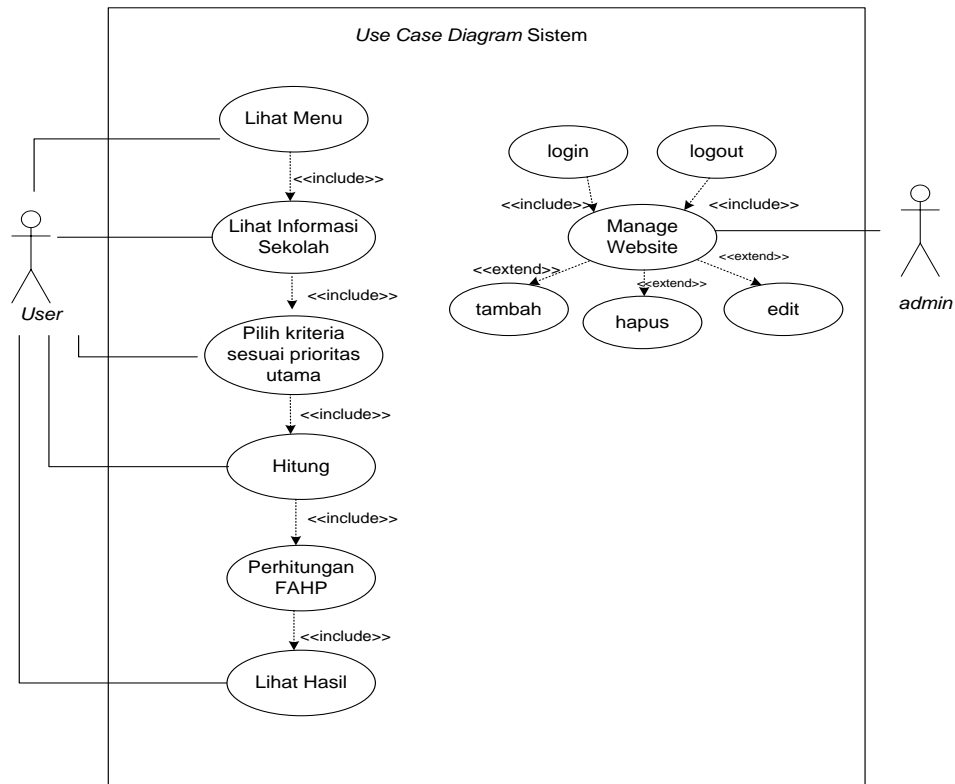 Use Case Diagram Sistem
Lihat Menu
<<include>>
Lihat Informasi
Sekolah
<<include>>
Pilih kriteria
sesuai prioritas
utama
<<include>>
Hitung
<<include>>
Perhitungan
FAHP
<<include>>
Lihat Hasil
User
login
logout
<<include>>
<<include>>
Manage
Website
<<extend>>
<<extend>>
<<extend>>
tambah
hapus
edit
admin